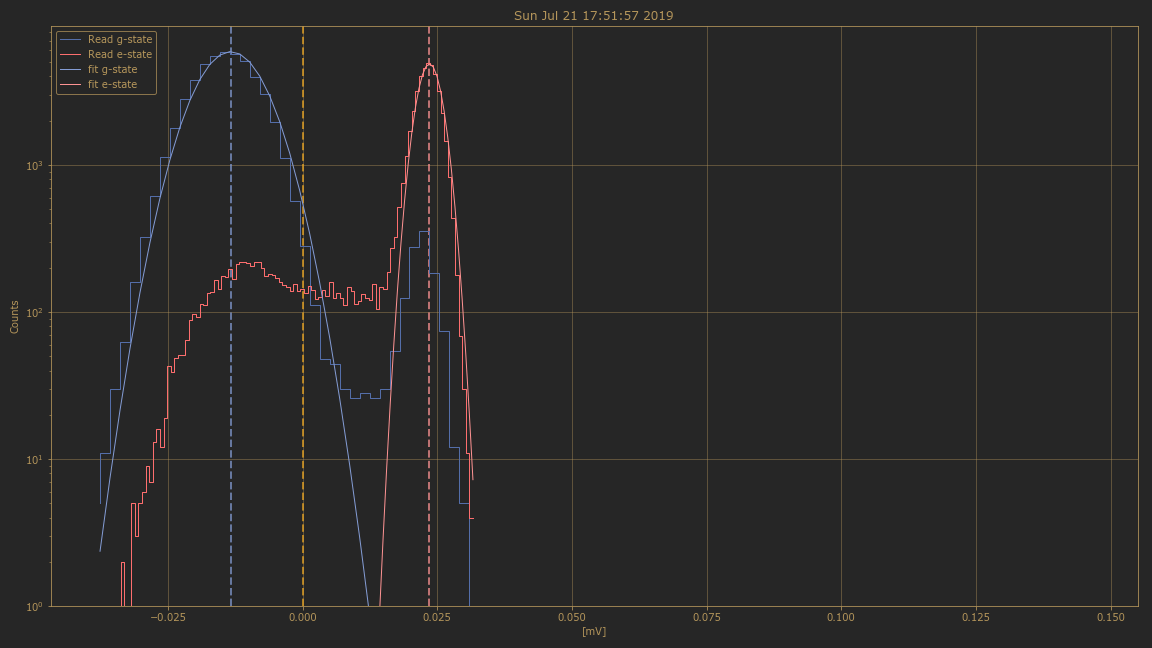 Sun Jul 21 17:51:57 2019
Read g-state
Read e-state
fit g-state
fit e-state
Counts
10³
10²
10¹
10⁰
−0.025 0.000 0.025 0.050 0.075 0.100 0.125 0.150
[mV]